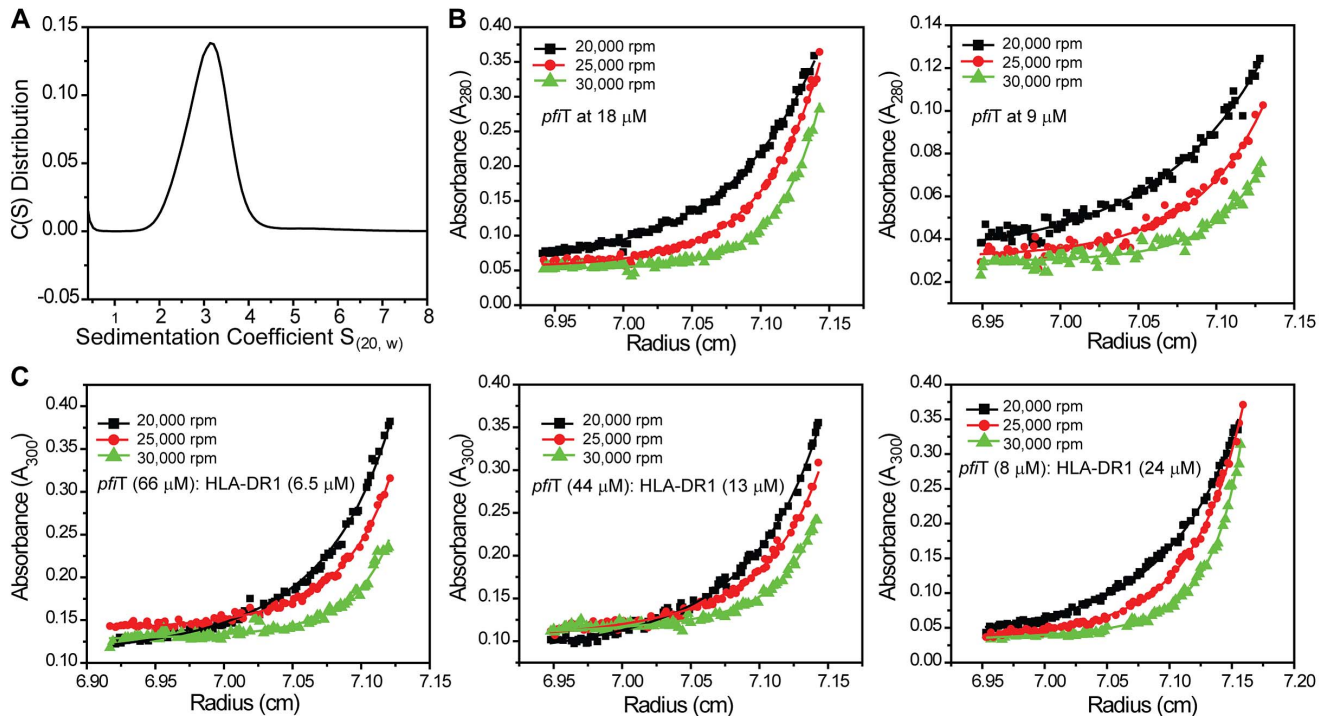 A
0.15
0.10
0.05
0.00
-0.05
C(S) Distribution
1 2 3 4 5 6 7 8
Sedimentation Coefficient S(20, w)
B
0.40
0.35
0.30
0.25
0.20
0.15
0.10
0.05
0.00
Absorbance (A280)
20,000 rpm
25,000 rpm
30,000 rpm
pfiT at 18 μM
6.95 7.00 7.05 7.10 7.15
Radius (cm)
0.14
0.12
0.10
0.08
0.06
0.04
0.02
Absorbance (A280)
20,000 rpm
25,000 rpm
30,000 rpm
pfiT at 9 μM
6.95 7.00 7.05 7.10 7.15
Radius (cm)
C
0.40
0.35
0.30
0.25
0.20
0.15
0.10
Absorbance (A300)
20,000 rpm
25,000 rpm
30,000 rpm
pfiT (66 μM): HLA-DR1 (6.5 μM)
6.90 6.95 7.00 7.05 7.10 7.15
Radius (cm)
0.40
0.35
0.30
0.25
0.20
0.15
0.10
Absorbance (A300)
20,000 rpm
25,000 rpm
30,000 rpm
pfiT (44 μM): HLA-DR1 (13 μM)
6.95 7.00 7.05 7.10 7.15
Radius (cm)
0.40
0.35
0.30
0.25
0.20
0.15
0.10
0.05
0.00
Absorbance (A300)
20,000 rpm
25,000 rpm
30,000 rpm
pfiT (8 μM): HLA-DR1 (24 μM)
6.95 7.00 7.05 7.10 7.15 7.20
Radius (cm)